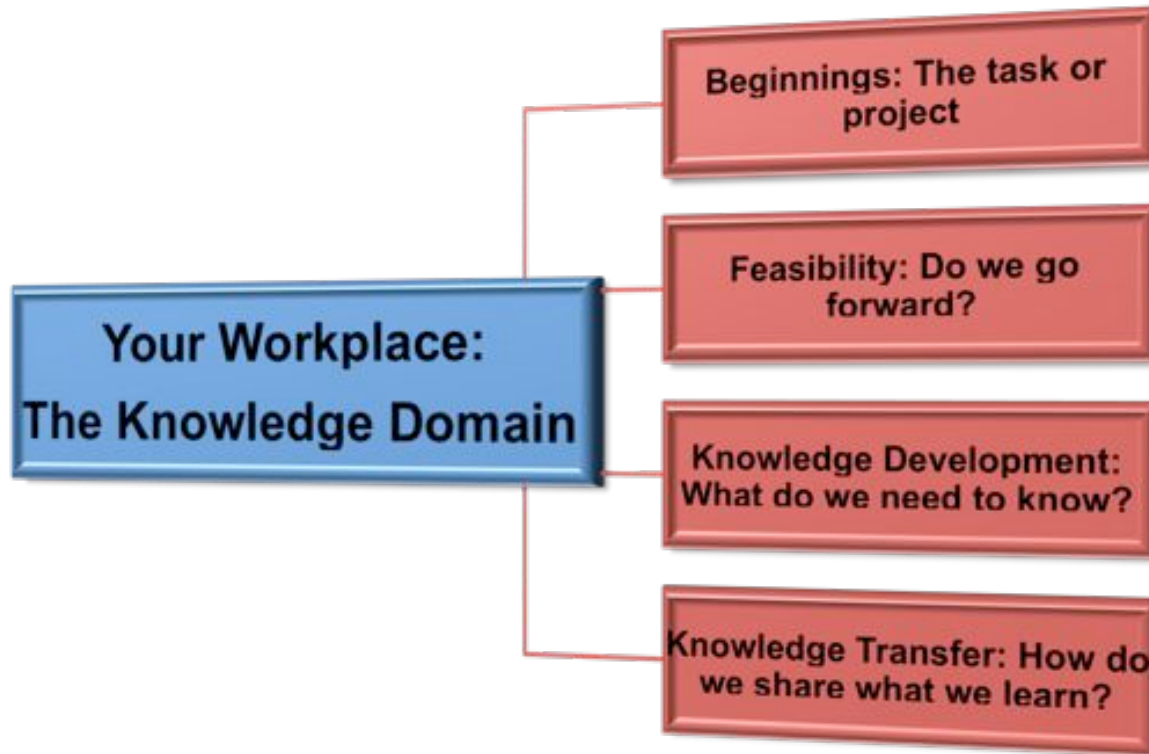 Your Workplace:
The Knowledge Domain
Beginnings: The task or
project
Feasibility: Do we go
forward?
Knowledge Development:
What do we need to know?
Knowledge Transfer: How do
we share what we learn?